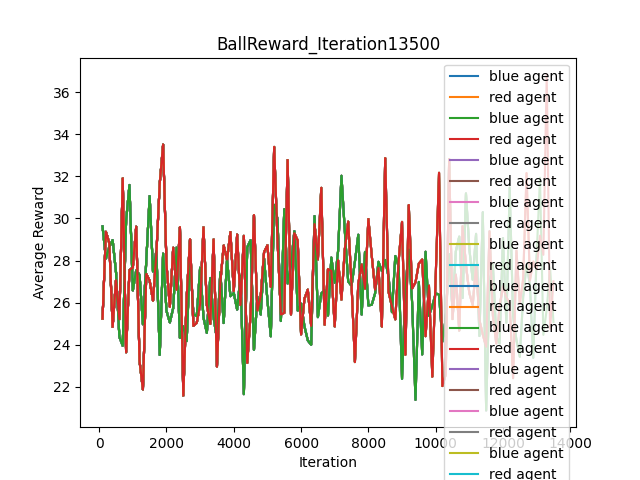 BallReward_Iteration13500
Average Reward
36
34
32
30
28
26
24
22
0 2000 4000 6000 8000 10000 12000 14000
Iteration
blue agent
red agent
blue agent
red agent
blue agent
red agent
blue agent
red agent
blue agent
red agent
blue agent
red agent
blue agent
red agent
blue agent
red agent
blue agent
red agent
blue agent
red agent